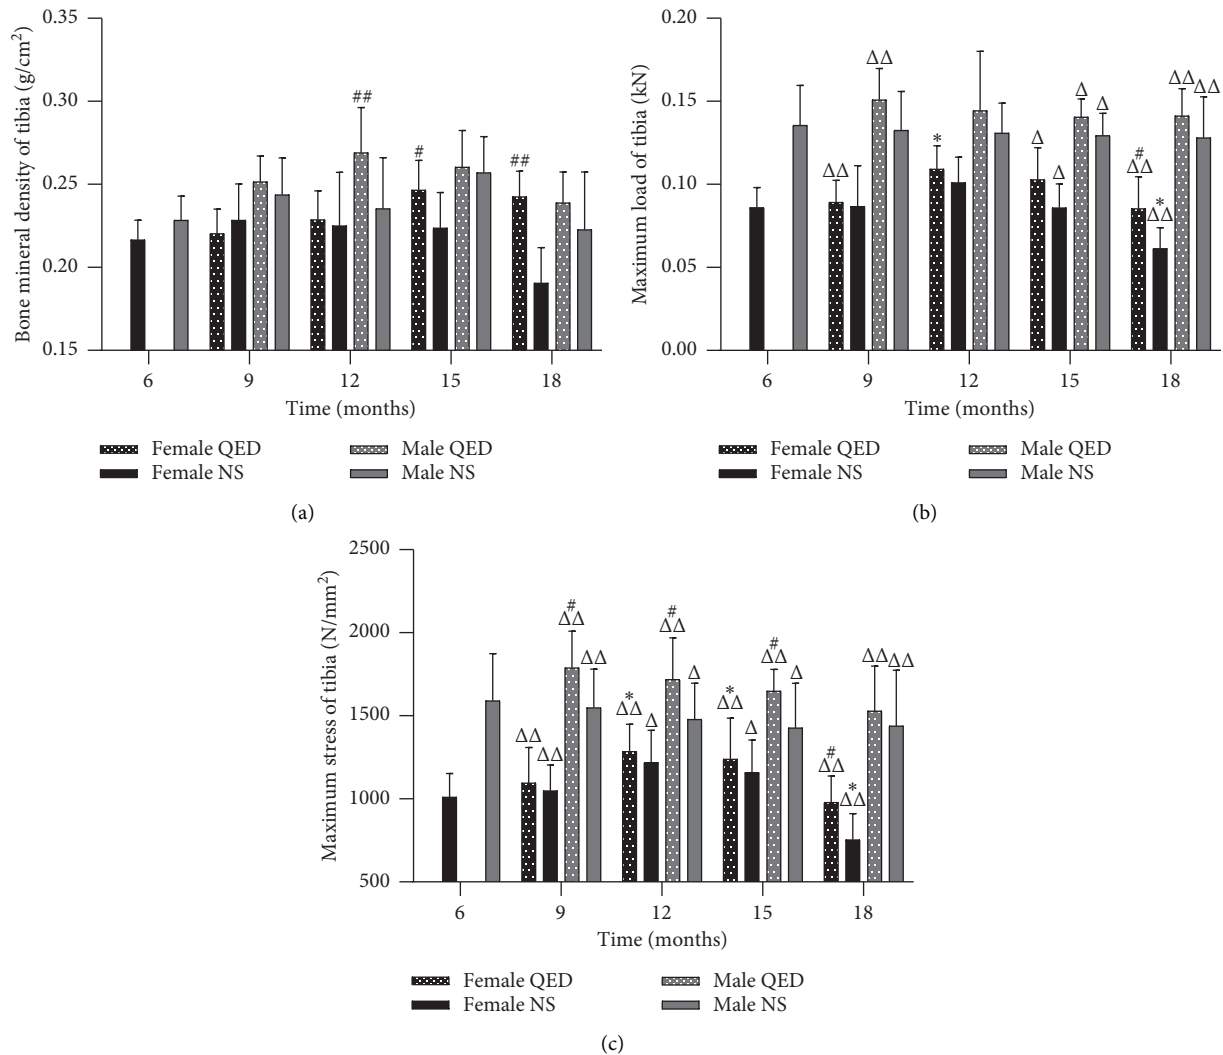 0.35
0.30
0.25
0.20
0.15
Bone mineral density of tibia (g/cm²)
##
#
##
6 9 12 15 18
Time (months)
Female QED Male QED
Female NS Male NS
(a)
0.20
0.15
0.10
0.05
0.00
Maximum load of tibia (kN)
ΔΔ
ΔΔ
*
Δ
Δ
Δ
Δ
#
ΔΔ
*
ΔΔ
ΔΔ
ΔΔ
6 9 12 15 18
Time (months)
Female QED Male QED
Female NS Male NS
(b)
2500
2000
1500
1000
500
Maximum stress of tibia (N/mm²)
ΔΔ
ΔΔ
#
ΔΔ
ΔΔ
*
ΔΔ
Δ
#
ΔΔ
Δ
*
ΔΔ
Δ
#
ΔΔ
Δ
#
ΔΔ
*
ΔΔ
ΔΔ
ΔΔ
6 9 12 15 18
Time (months)
Female QED Male QED
Female NS Male NS
(c)